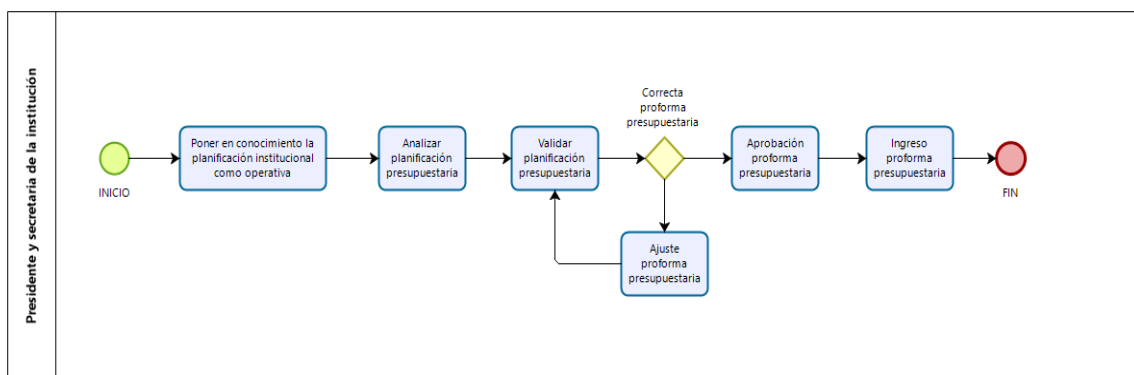 Presidente y secretaria de la institución
INICIO
Poner en conocimiento la
planificación institucional
como operativa
Analizar
planificación
presupuestaria
Validar
planificación
presupuestaria
Correcta
proforma
presupuestaria
Aprobación
proforma
presupuestaria
Ingreso
proforma
presupuestaria
FIN
Ajuste
proforma
presupuestaria